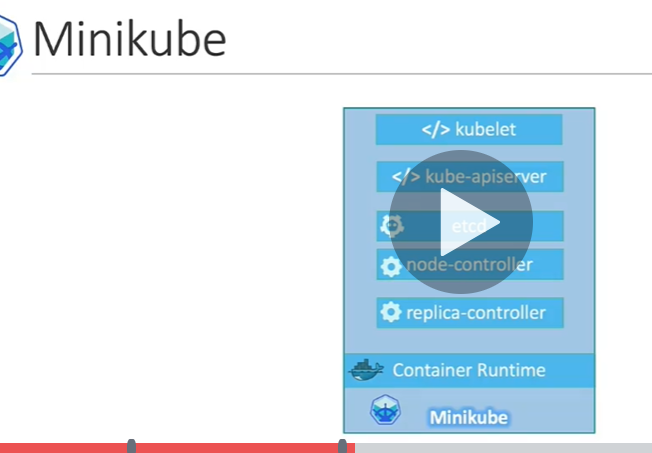 Minikube
</> kubelet
</> kube-apiserver
etcd
node-controller
replica-controller
Container Runtime
Minikube